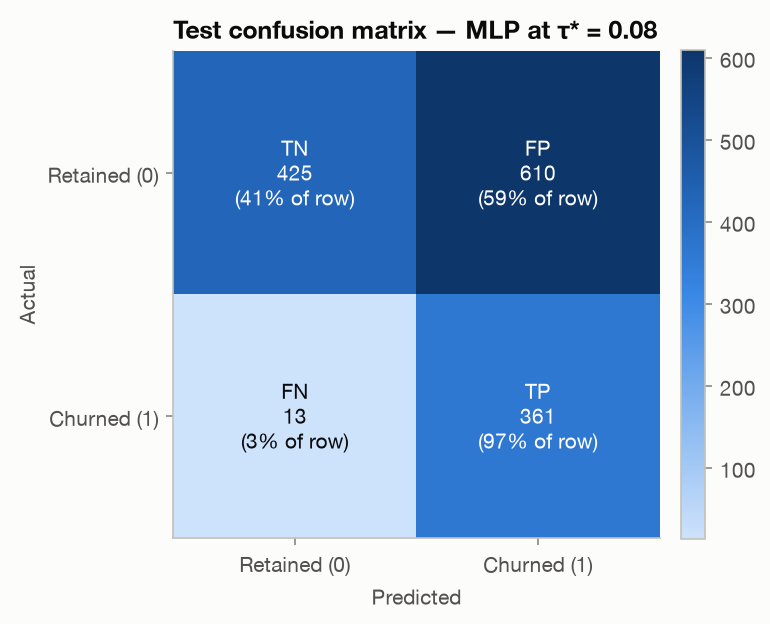 Test confusion matrix — MLP at τ* = 0.08
Retained (0)
TN
425
(41% of row)
FP
610
(59% of row)
Churned (1)
FN
13
(3% of row)
TP
361
(97% of row)
Actual
Retained (0)
Churned (1)
Predicted
600
500
400
300
200
100